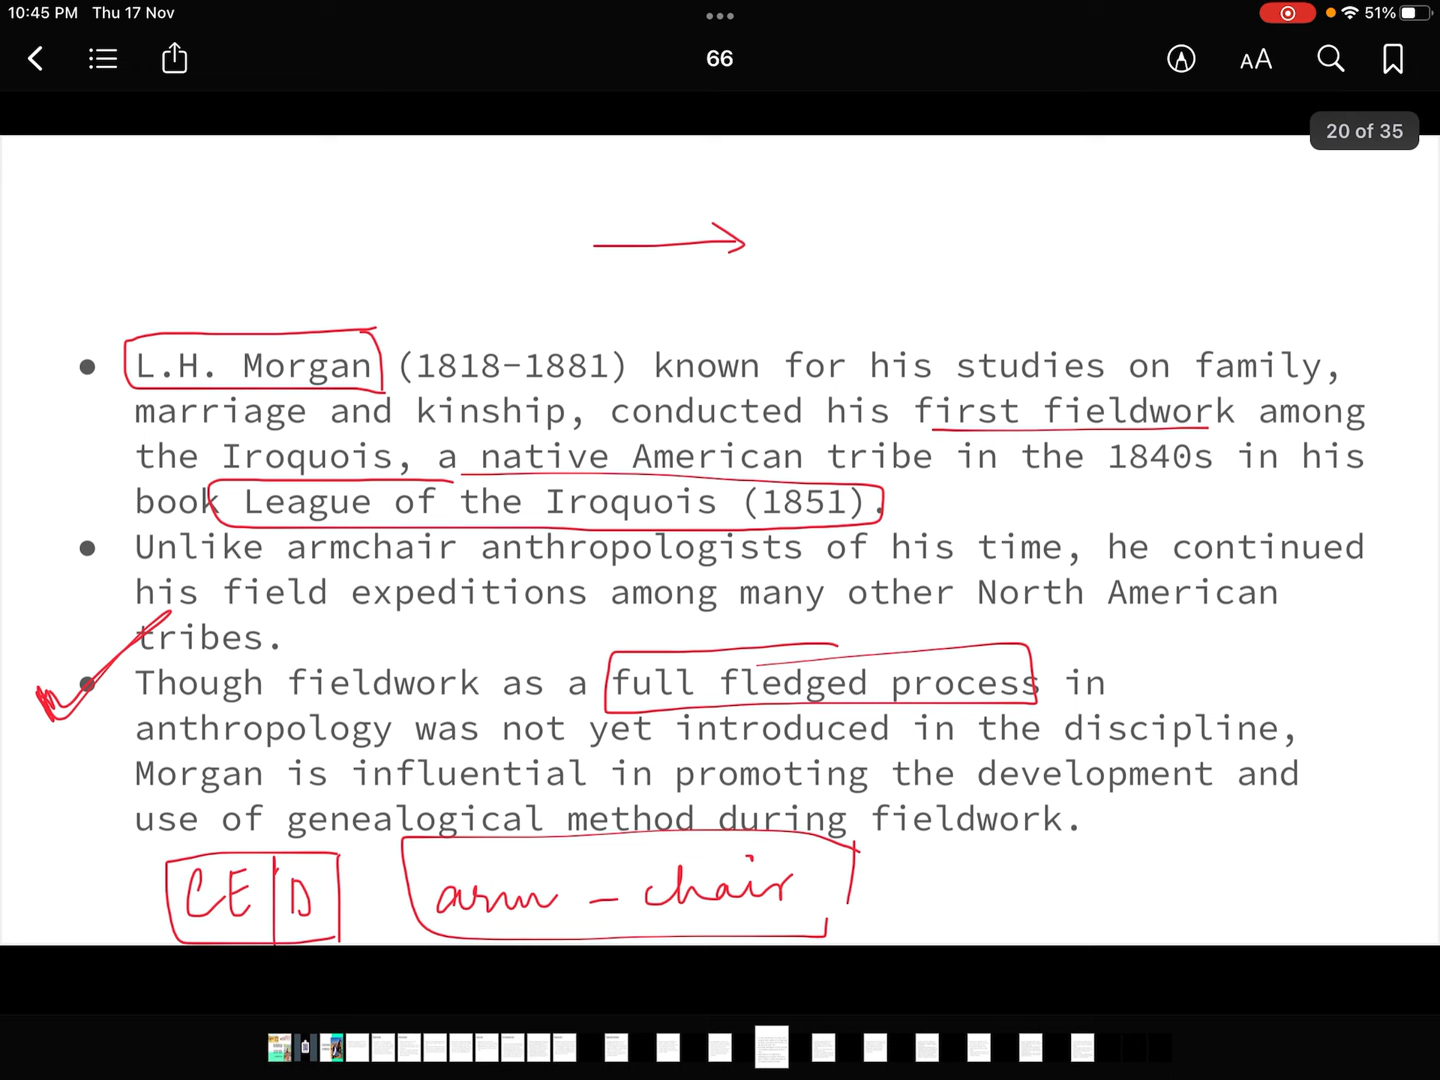 10:45 PM Thu 17 Nov
51%
66
AA
20 of 35
• L.H. Morgan (1818-1881) known for his studies on family,
marriage and kinship, conducted his first fieldwork among
the Iroquois, a native American tribe in the 1840s in his
book League of the Iroquois (1851).
• Unlike armchair anthropologists of his time, he continued
his field expeditions among many other North American
tribes.
• Though fieldwork as a full fledged process in
anthropology was not yet introduced in the discipline,
Morgan is influential in promoting the development and
use of genealogical method during fieldwork.
CE|D arm - chair